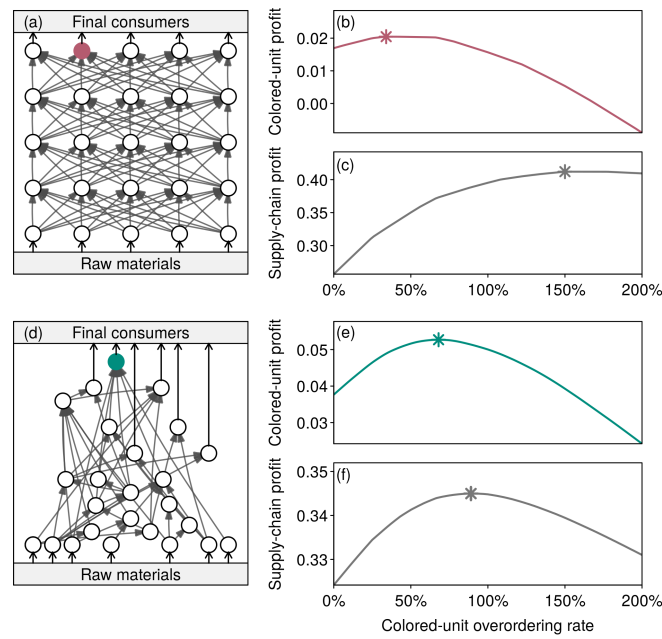 (a) Final consumers
Raw materials
(b)
Colored-unit profit
0.02
0.01
0.00
(c)
Supply-chain profit
0.40
0.35
0.30
0% 50% 100% 150% 200%
(d) Final consumers
Raw materials
(e)
Colored-unit profit
0.05
0.04
0.03
(f)
Supply-chain profit
0.35
0.34
0.33
0% 50% 100% 150% 200%
Colored-unit overordering rate